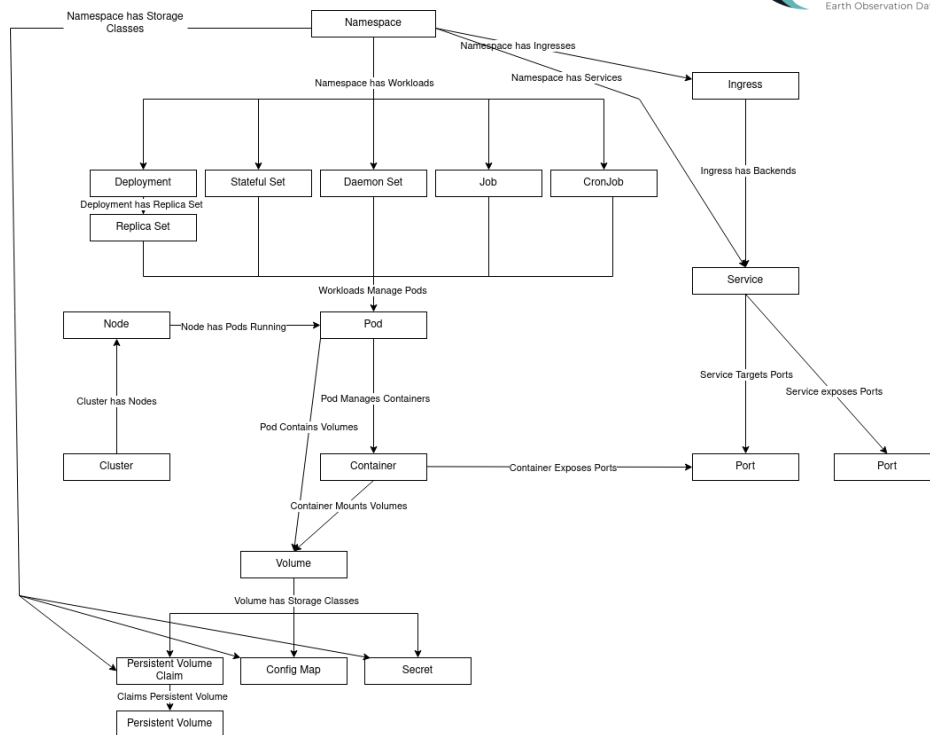 Earth Observation Da
Namespace has Storage
Classes
Namespace
Namespace has Ingresses
Namespace has Services
Namespace has Workloads
Ingress
Ingress has Backends
Deployment
Stateful Set
Daemon Set
Job
CronJob
Deployment has Replica Set
Replica Set
Service
Workloads Manage Pods
Node
Node has Pods Running
Pod
Service Targets Ports
Service exposes Ports
Cluster has Nodes
Pod Manages Containers
Pod Contains Volumes
Cluster
Container
Container Exposes Ports
Port
Port
Container Mounts Volumes
Volume
Volume has Storage Classes
Persistent Volume
Claim
Config Map
Secret
Claims Persistent Volume
Persistent Volume